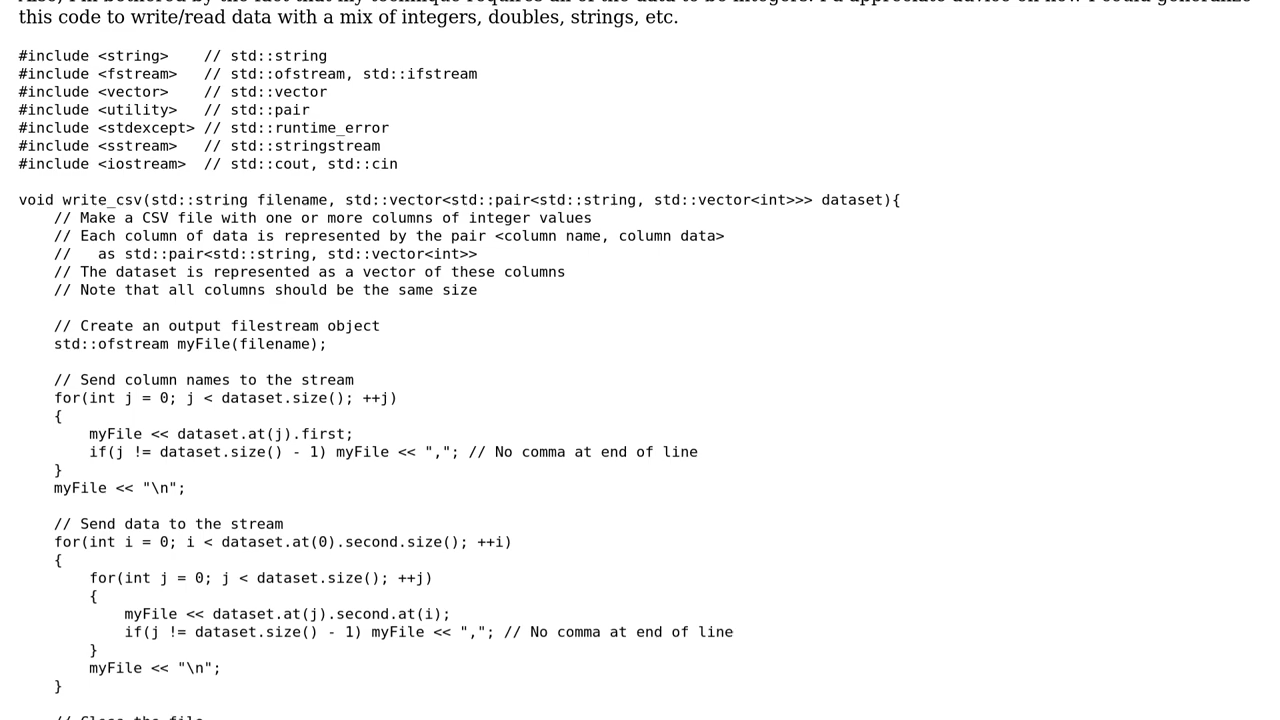 this code to write/read data with a mix of integers, doubles, strings, etc.
#include <string>    // std::string
#include <fstream>   // std::ofstream, std::ifstream
#include <vector>    // std::vector
#include <utility>   // std::pair
#include <stdexcept> // std::runtime_error
#include <sstream>   // std::stringstream
#include <iostream>  // std::cout, std::cin

void write_csv(std::string filename, std::vector<std::pair<std::string, std::vector<int>>> dataset){
    // Make a CSV file with one or more columns of integer values
    // Each column of data is represented by the pair <column name, column data>
    //   as std::pair<std::string, std::vector<int>>
    // The dataset is represented as a vector of these columns
    // Note that all columns should be the same size

    // Create an output filestream object
    std::ofstream myFile(filename);

    // Send column names to the stream
    for(int j = 0; j < dataset.size(); ++j)
    {
        myFile << dataset.at(j).first;
        if(j != dataset.size() - 1) myFile << ","; // No comma at end of line
    }
    myFile << "\n";

    // Send data to the stream
    for(int i = 0; i < dataset.at(0).second.size(); ++i)
    {
        for(int j = 0; j < dataset.size(); ++j)
        {
            myFile << dataset.at(j).second.at(i);
            if(j != dataset.size() - 1) myFile << ","; // No comma at end of line
        }
        myFile << "\n";
    }

    // Close the file